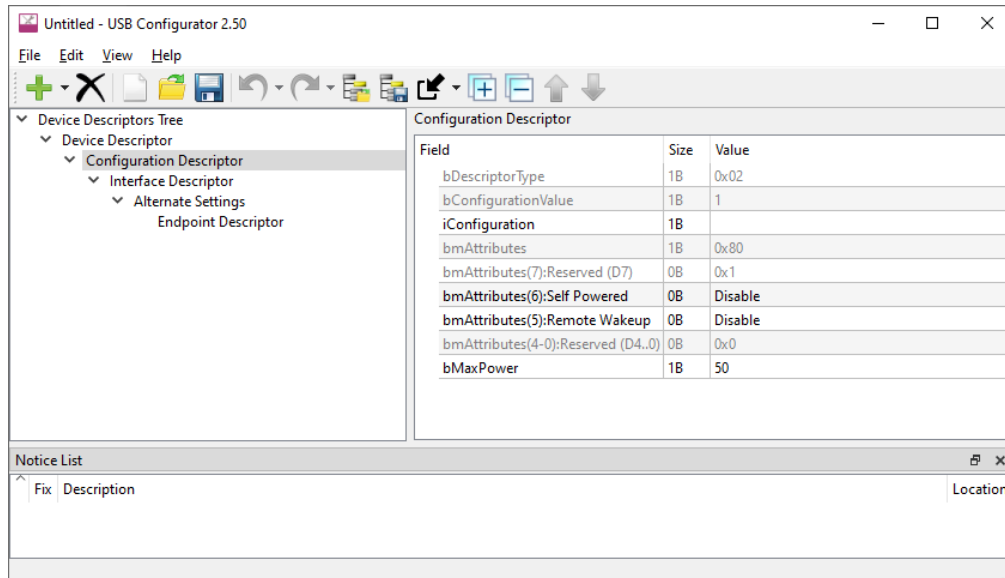 Untitled - USB Configurator 2.50
File Edit View Help
Device Descriptors Tree
Device Descriptor
Configuration Descriptor
Interface Descriptor
Alternate Settings
Endpoint Descriptor
Configuration Descriptor
Field Size Value
bDescriptorType 1B 0x02
bConfigurationValue 1B 1
iConfiguration 1B
bmAttributes 1B 0x80
bmAttributes(7):Reserved (D7) 0B 0x1
bmAttributes(6):Self Powered 0B Disable
bmAttributes(5):Remote Wakeup 0B Disable
bmAttributes(4-0):Reserved (D4..0) 0B 0x0
bMaxPower 1B 50
Notice List
Fix Description Location